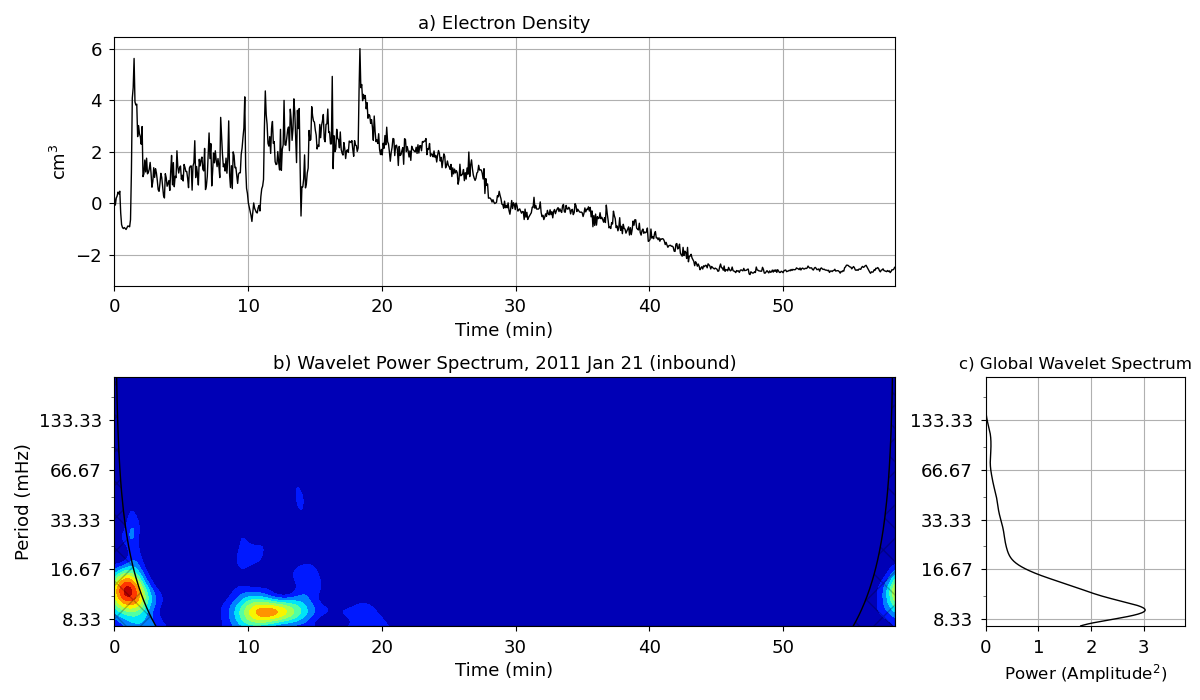 a) Electron Density
6
4
2
0
−2
cm³
0 10 20 30 40 50
Time (min)
b) Wavelet Power Spectrum, 2011 Jan 21 (inbound)
133.33
66.67
33.33
16.67
8.33
Period (mHz)
0 10 20 30 40 50
Time (min)
c) Global Wavelet Spectrum
133.33
66.67
33.33
16.67
8.33
0 1 2 3
Power (Amplitude²)